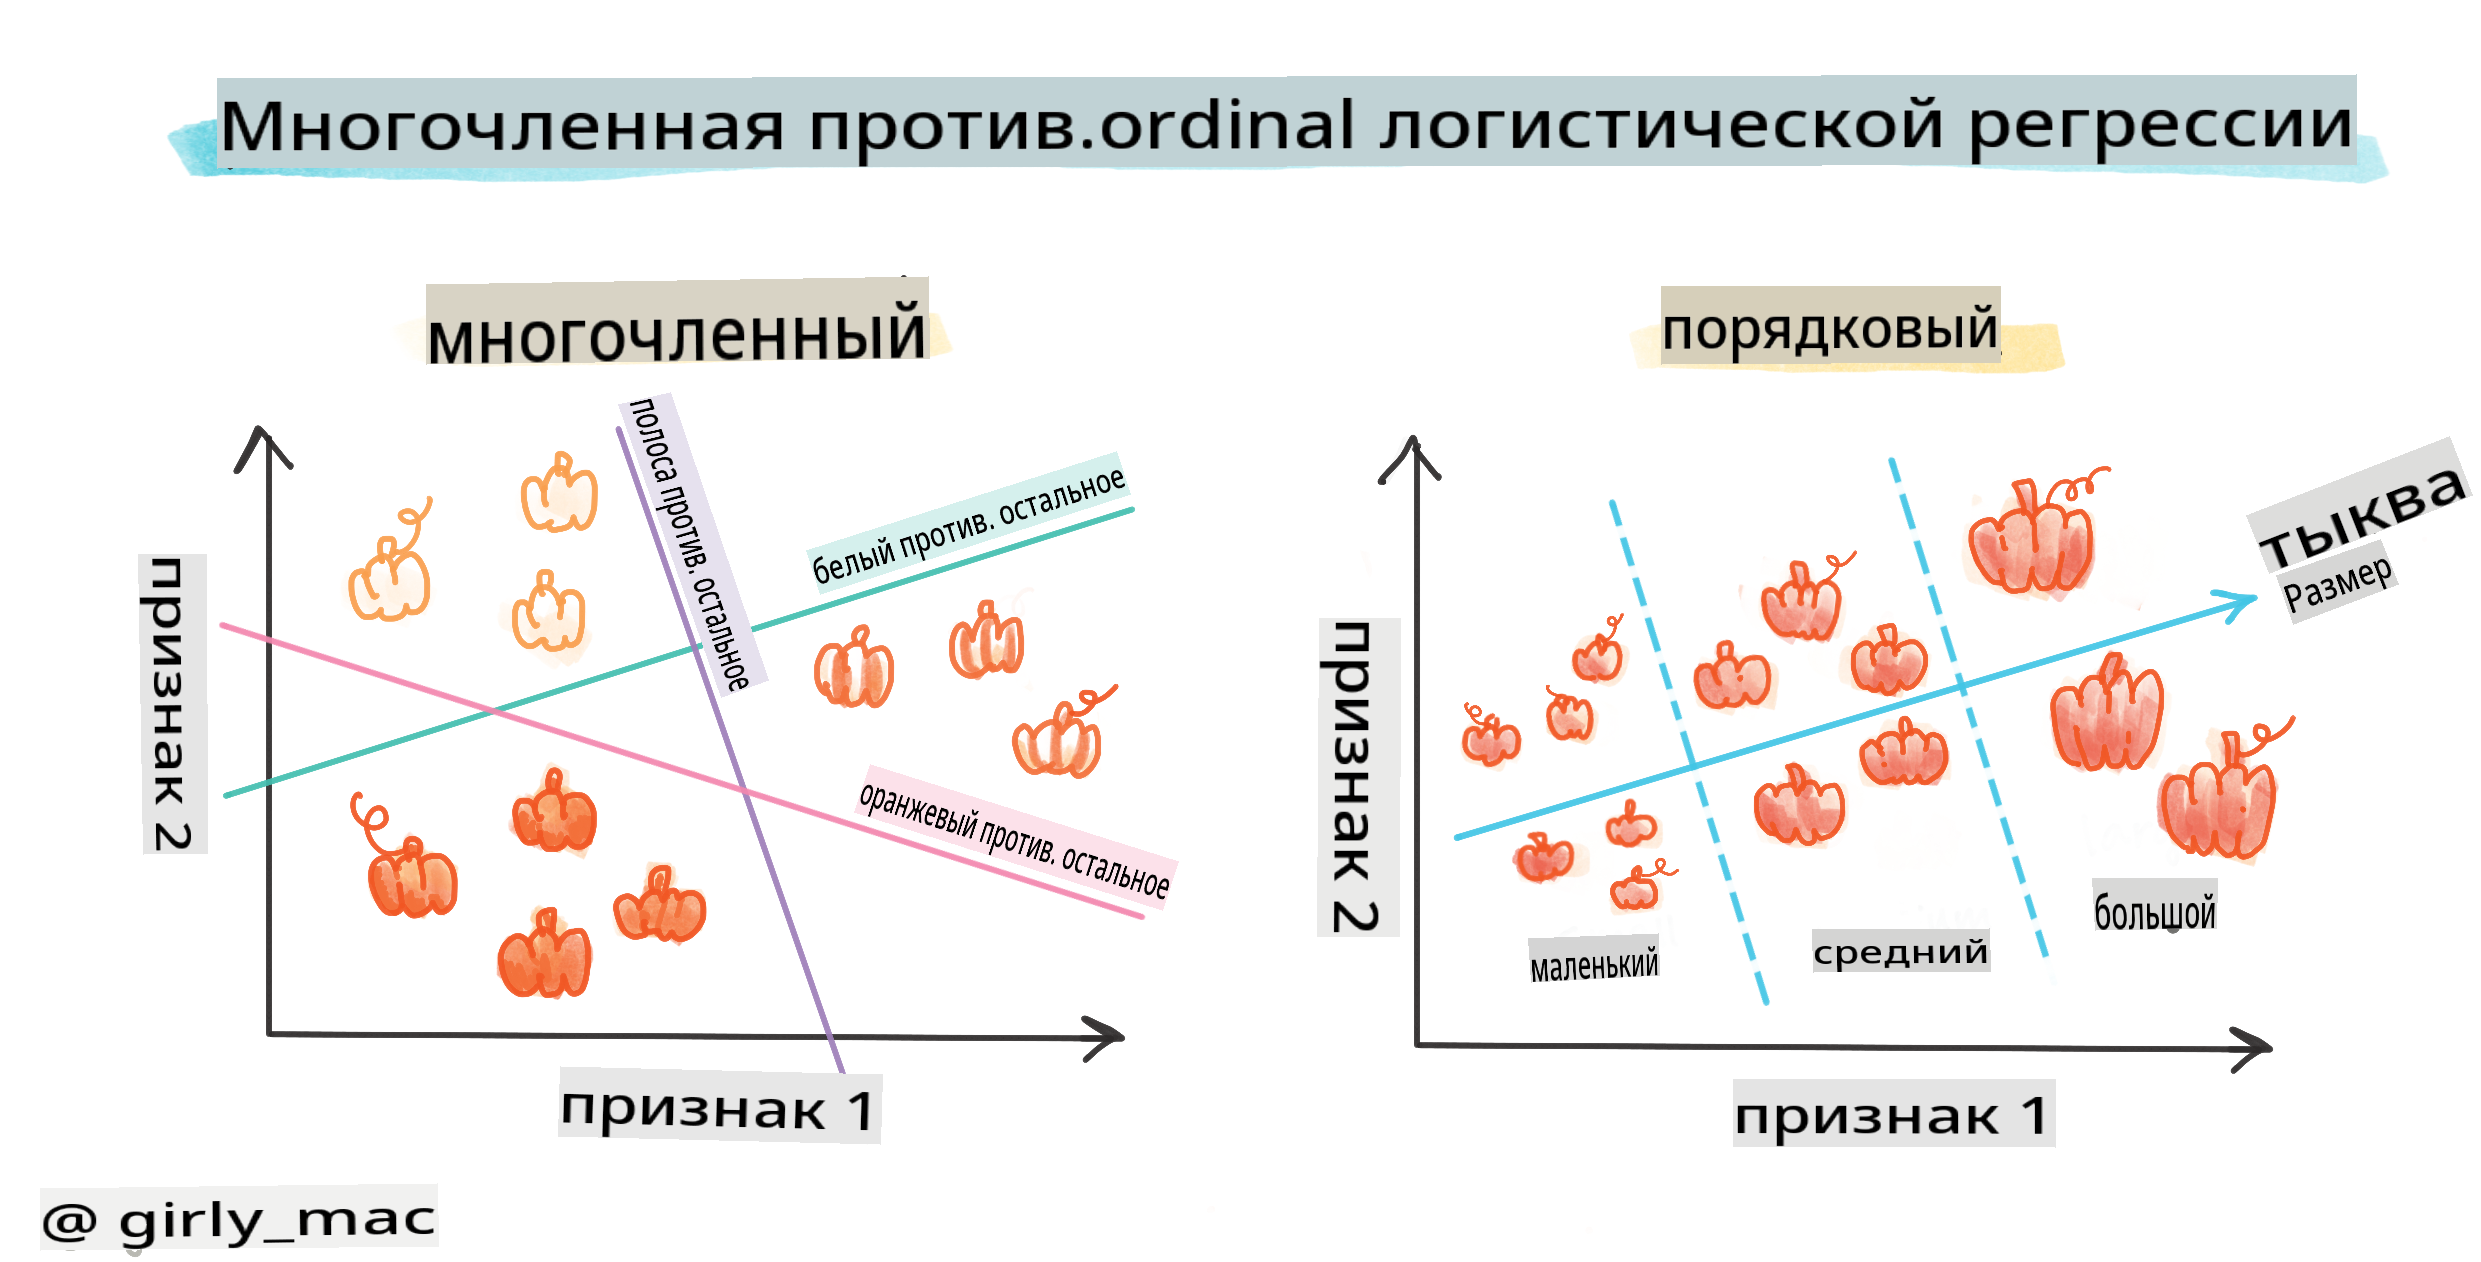 Многочленная против.ordinal логистической регрессии
многочленный
порядковый
признак 2
полоса против. остальное
белый против. остальное
оранжевый против. остальное
признак 1
признак 2
тыква
Размер
маленький
средний
большой
признак 1
@ girly_mac